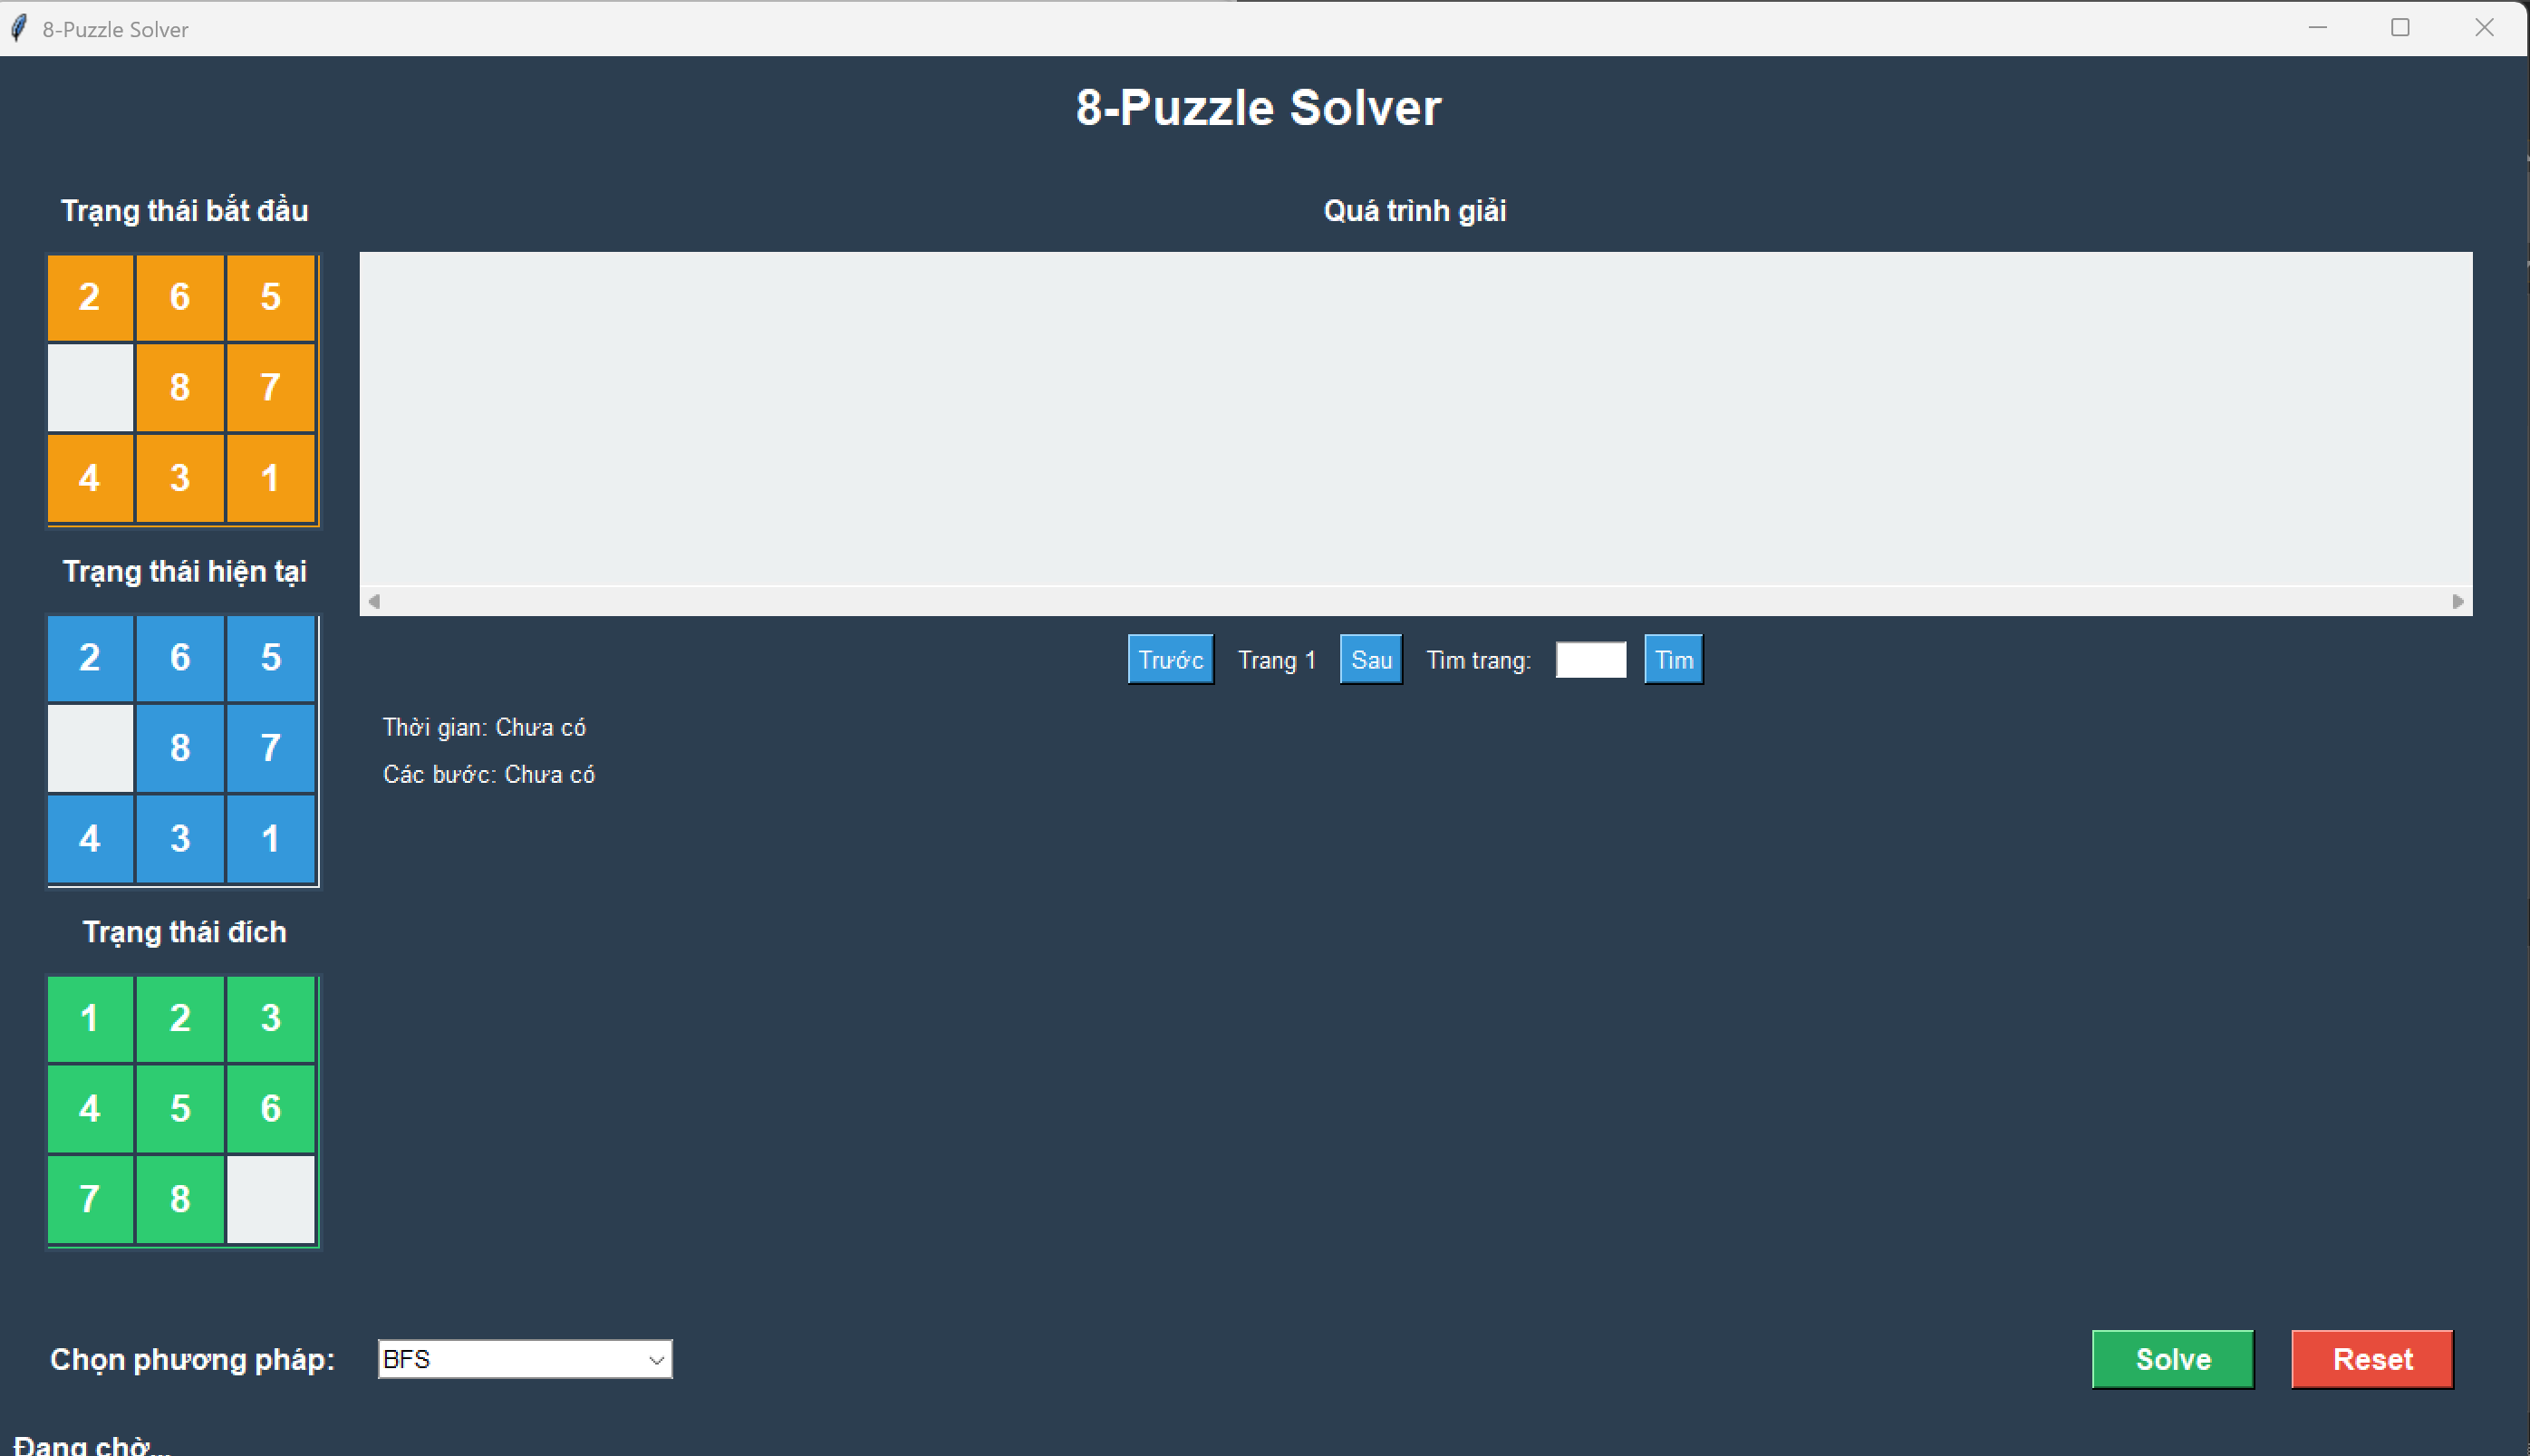 8-Puzzle Solver
8-Puzzle Solver
Trạng thái bắt đầu
2 6 5
8 7
4 3 1
Trạng thái hiện tại
2 6 5
8 7
4 3 1
Trạng thái đích
1 2 3
4 5 6
7 8
Quá trình giải
Trước Trang 1 Sau Tìm trang: Tìm
Thời gian: Chưa có
Các bước: Chưa có
Chọn phương pháp: BFS Solve Reset
Đang chờ...